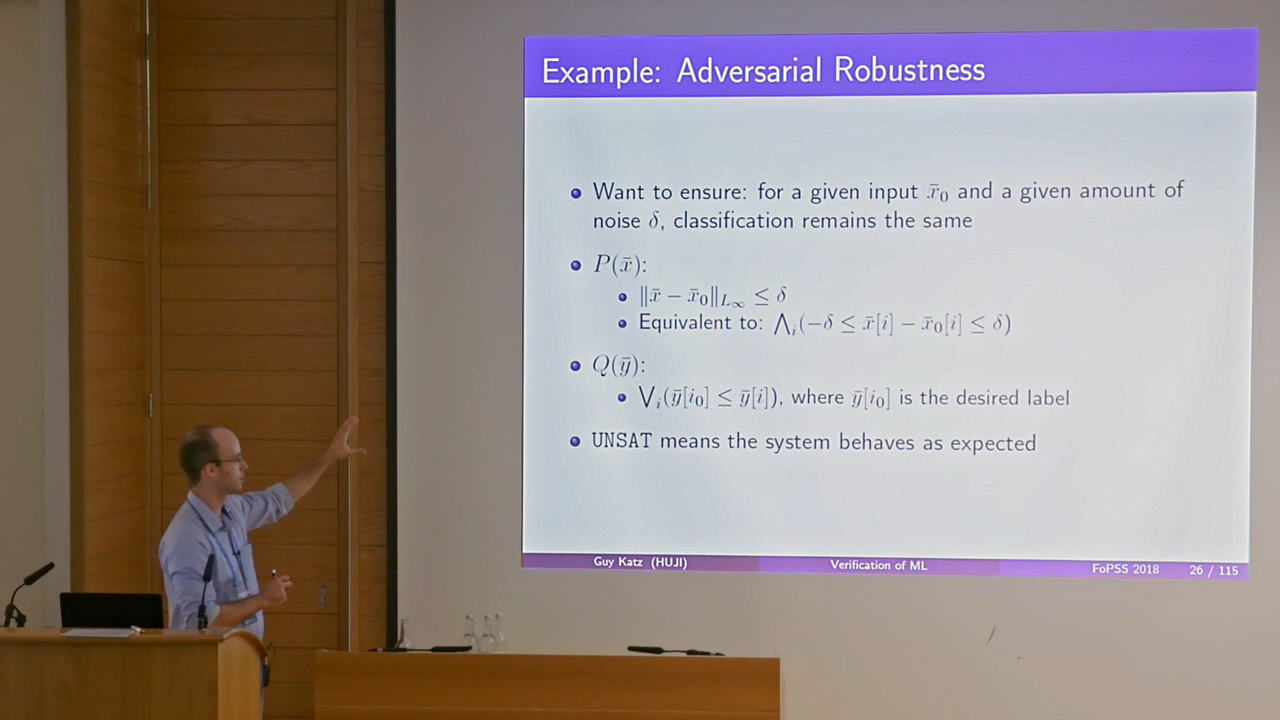 Example: Adversarial Robustness
Want to ensure: for a given input x̄₀ and a given amount of
noise δ, classification remains the same
P(x̄):
‖x̄ − x̄₀‖_L∞ ≤ δ
Equivalent to: ⋀ᵢ(−δ ≤ x̄[i] − x̄₀[i] ≤ δ)
Q(ȳ):
⋁ᵢ(ȳ[i₀] ≤ ȳ[i]), where ȳ[i₀] is the desired label
UNSAT means the system behaves as expected
Guy Katz (HUJI) Verification of ML FoPSS 2018 26 / 115